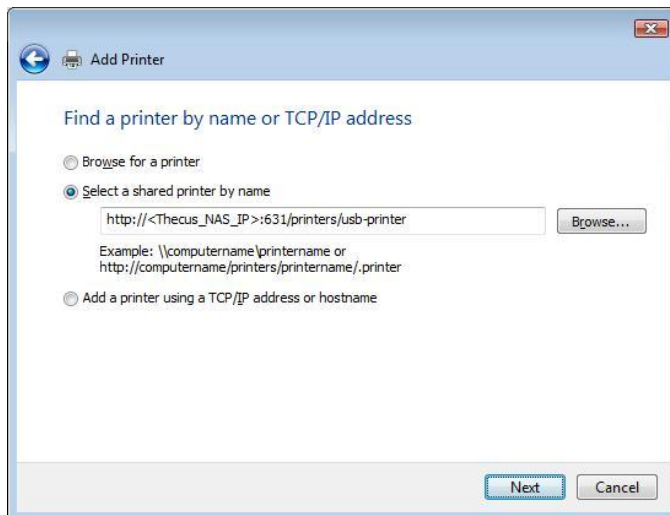 Add Printer
Find a printer by name or TCP/IP address
Browse for a printer
Select a shared printer by name
http://<Thecus_NAS_IP>:631/printers/usb-printer
Browse...
Example: \\computername\printername or
http://computername/printers/printername/.printer
Add a printer using a TCP/IP address or hostname
Next
Cancel